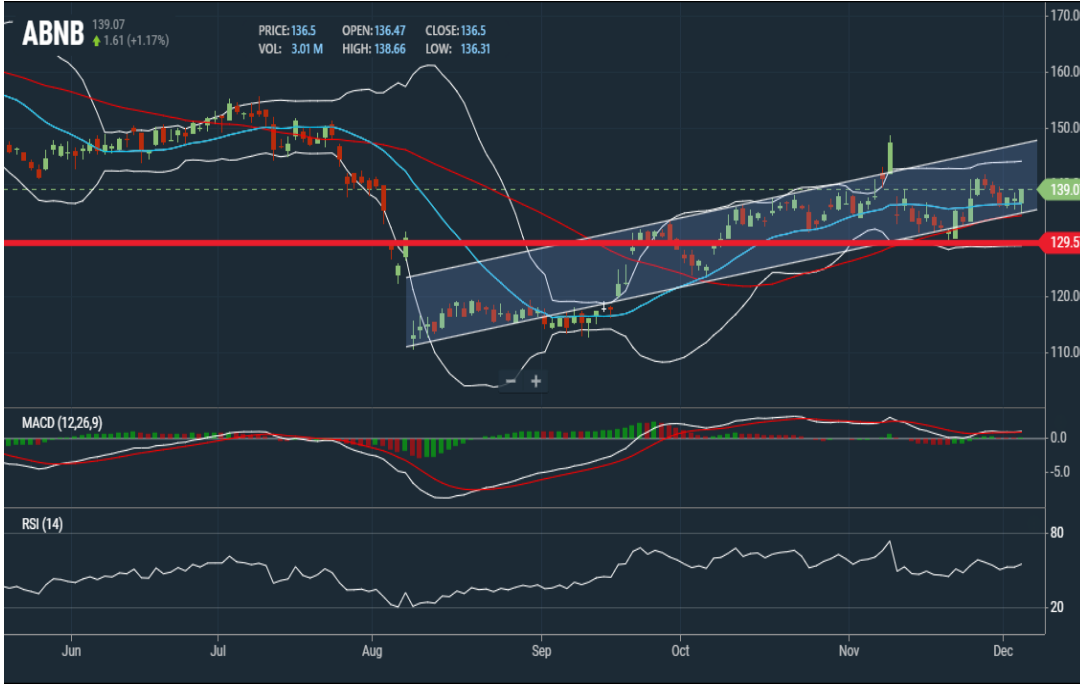 ABNB
139.07
1.61 (+1.17%)
PRICE: 136.5 OPEN: 136.47 CLOSE: 136.5
VOL: 3.01 M HIGH: 138.66 LOW: 136.31
170.0
160.0
150.0
139.0
129.5
120.0
110.0
− +
MACD (12,26,9)
0.0
-5.0
RSI (14)
80
20
Jun Jul Aug Sep Oct Nov Dec